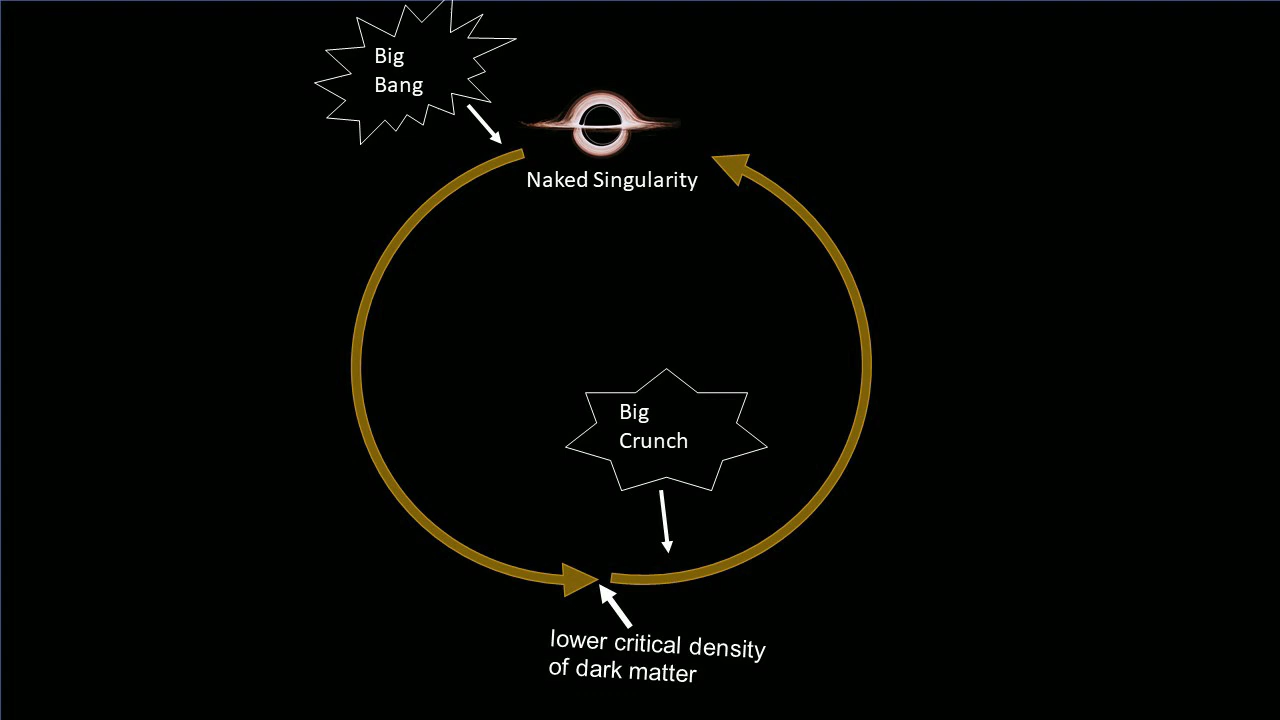 Big
Bang
Naked Singularity
Big
Crunch
lower critical density
of dark matter